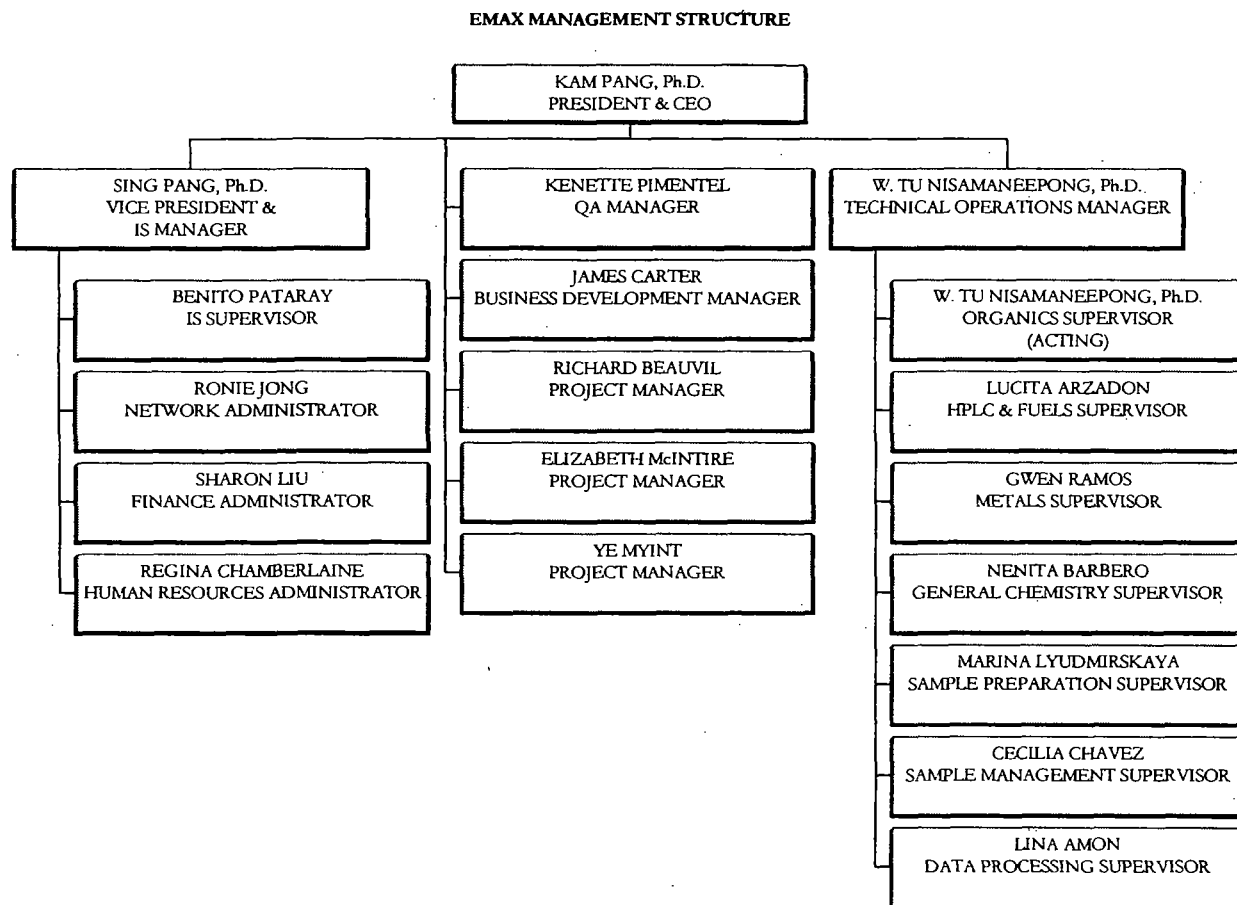 EMAX MANAGEMENT STRUCTURE
KAM PANG, Ph.D.
PRESIDENT & CEO
SING PANG, Ph.D.
VICE PRESIDENT &
IS MANAGER
BENITO PATARAY
IS SUPERVISOR
RONIE JONG
NETWORK ADMINISTRATOR
SHARON LIU
FINANCE ADMINISTRATOR
REGINA CHAMBERLAINE
HUMAN RESOURCES ADMINISTRATOR
KENETTE PIMENTEL
QA MANAGER
JAMES CARTER
BUSINESS DEVELOPMENT MANAGER
RICHARD BEAUVIL
PROJECT MANAGER
ELIZABETH McINTIRE
PROJECT MANAGER
YE MYINT
PROJECT MANAGER
W. TU NISAMANEEPONG, Ph.D.
TECHNICAL OPERATIONS MANAGER
W. TU NISAMANEEPONG, Ph.D.
ORGANICS SUPERVISOR
(ACTING)
LUCITA ARZADON
HPLC & FUELS SUPERVISOR
GWEN RAMOS
METALS SUPERVISOR
NENITA BARBERO
GENERAL CHEMISTRY SUPERVISOR
MARINA LYUDMIRSKAYA
SAMPLE PREPARATION SUPERVISOR
CECILIA CHAVEZ
SAMPLE MANAGEMENT SUPERVISOR
LINA AMON
DATA PROCESSING SUPERVISOR